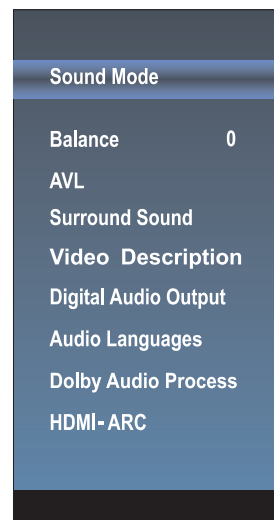 Sound Mode
Balance 0
AVL
Surround Sound
Video Description
Digital Audio Output
Audio Languages
Dolby Audio Process
HDMI-ARC